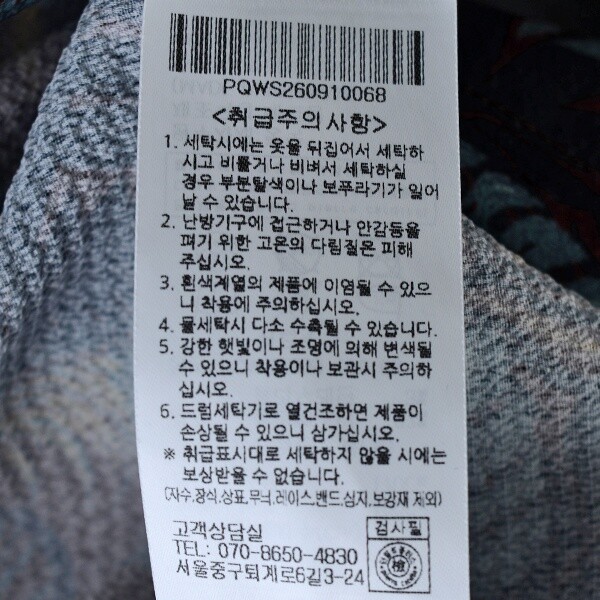 PQWS260910068
<취급주의사항>
1. 세탁시에는 옷을 뒤집어서 세탁하
시고 비틀거나 비벼서 세탁하실
경우 부분탈색이나 보푸라기가 일어
날 수 있습니다.
2. 난방기구에 접근하거나 안감등을
펴기 위한 고온의 다림질은 피해
주십시오.
3. 흰색계열의 제품에 이염될 수 있으
니 착용에 주의하십시오.
4. 물세탁시 다소 수축될 수 있습니다.
5. 강한 햇빛이나 조명에 의해 변색될
수 있으니 착용이나 보관시 주의하
십시오.
6. 드럼세탁기로 열건조하면 제품이
손상될 수 있으니 삼가십시오.
※ 취급표시대로 세탁하지 않을 시에는
보상받을 수 없습니다.
(자수,장식,상표,무늬,레이스,밴드,심지,보강재 제외)
고객상담실
TEL: 070-8650-4830
서울중구퇴계로6길3-24
검사필
檢